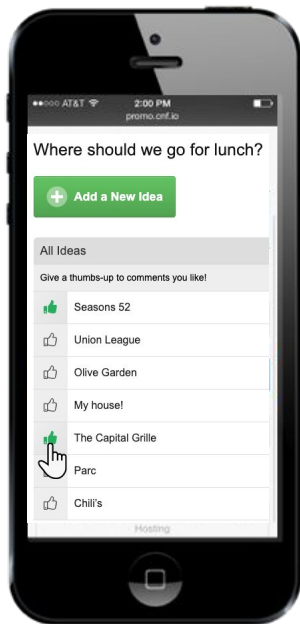 AT&T 2:00 PM
promo.cnf.io
Where should we go for lunch?
Add a New Idea
All Ideas
Give a thumbs-up to comments you like!
Seasons 52
Union League
Olive Garden
My house!
The Capital Grille
Parc
Chili's
Hosting